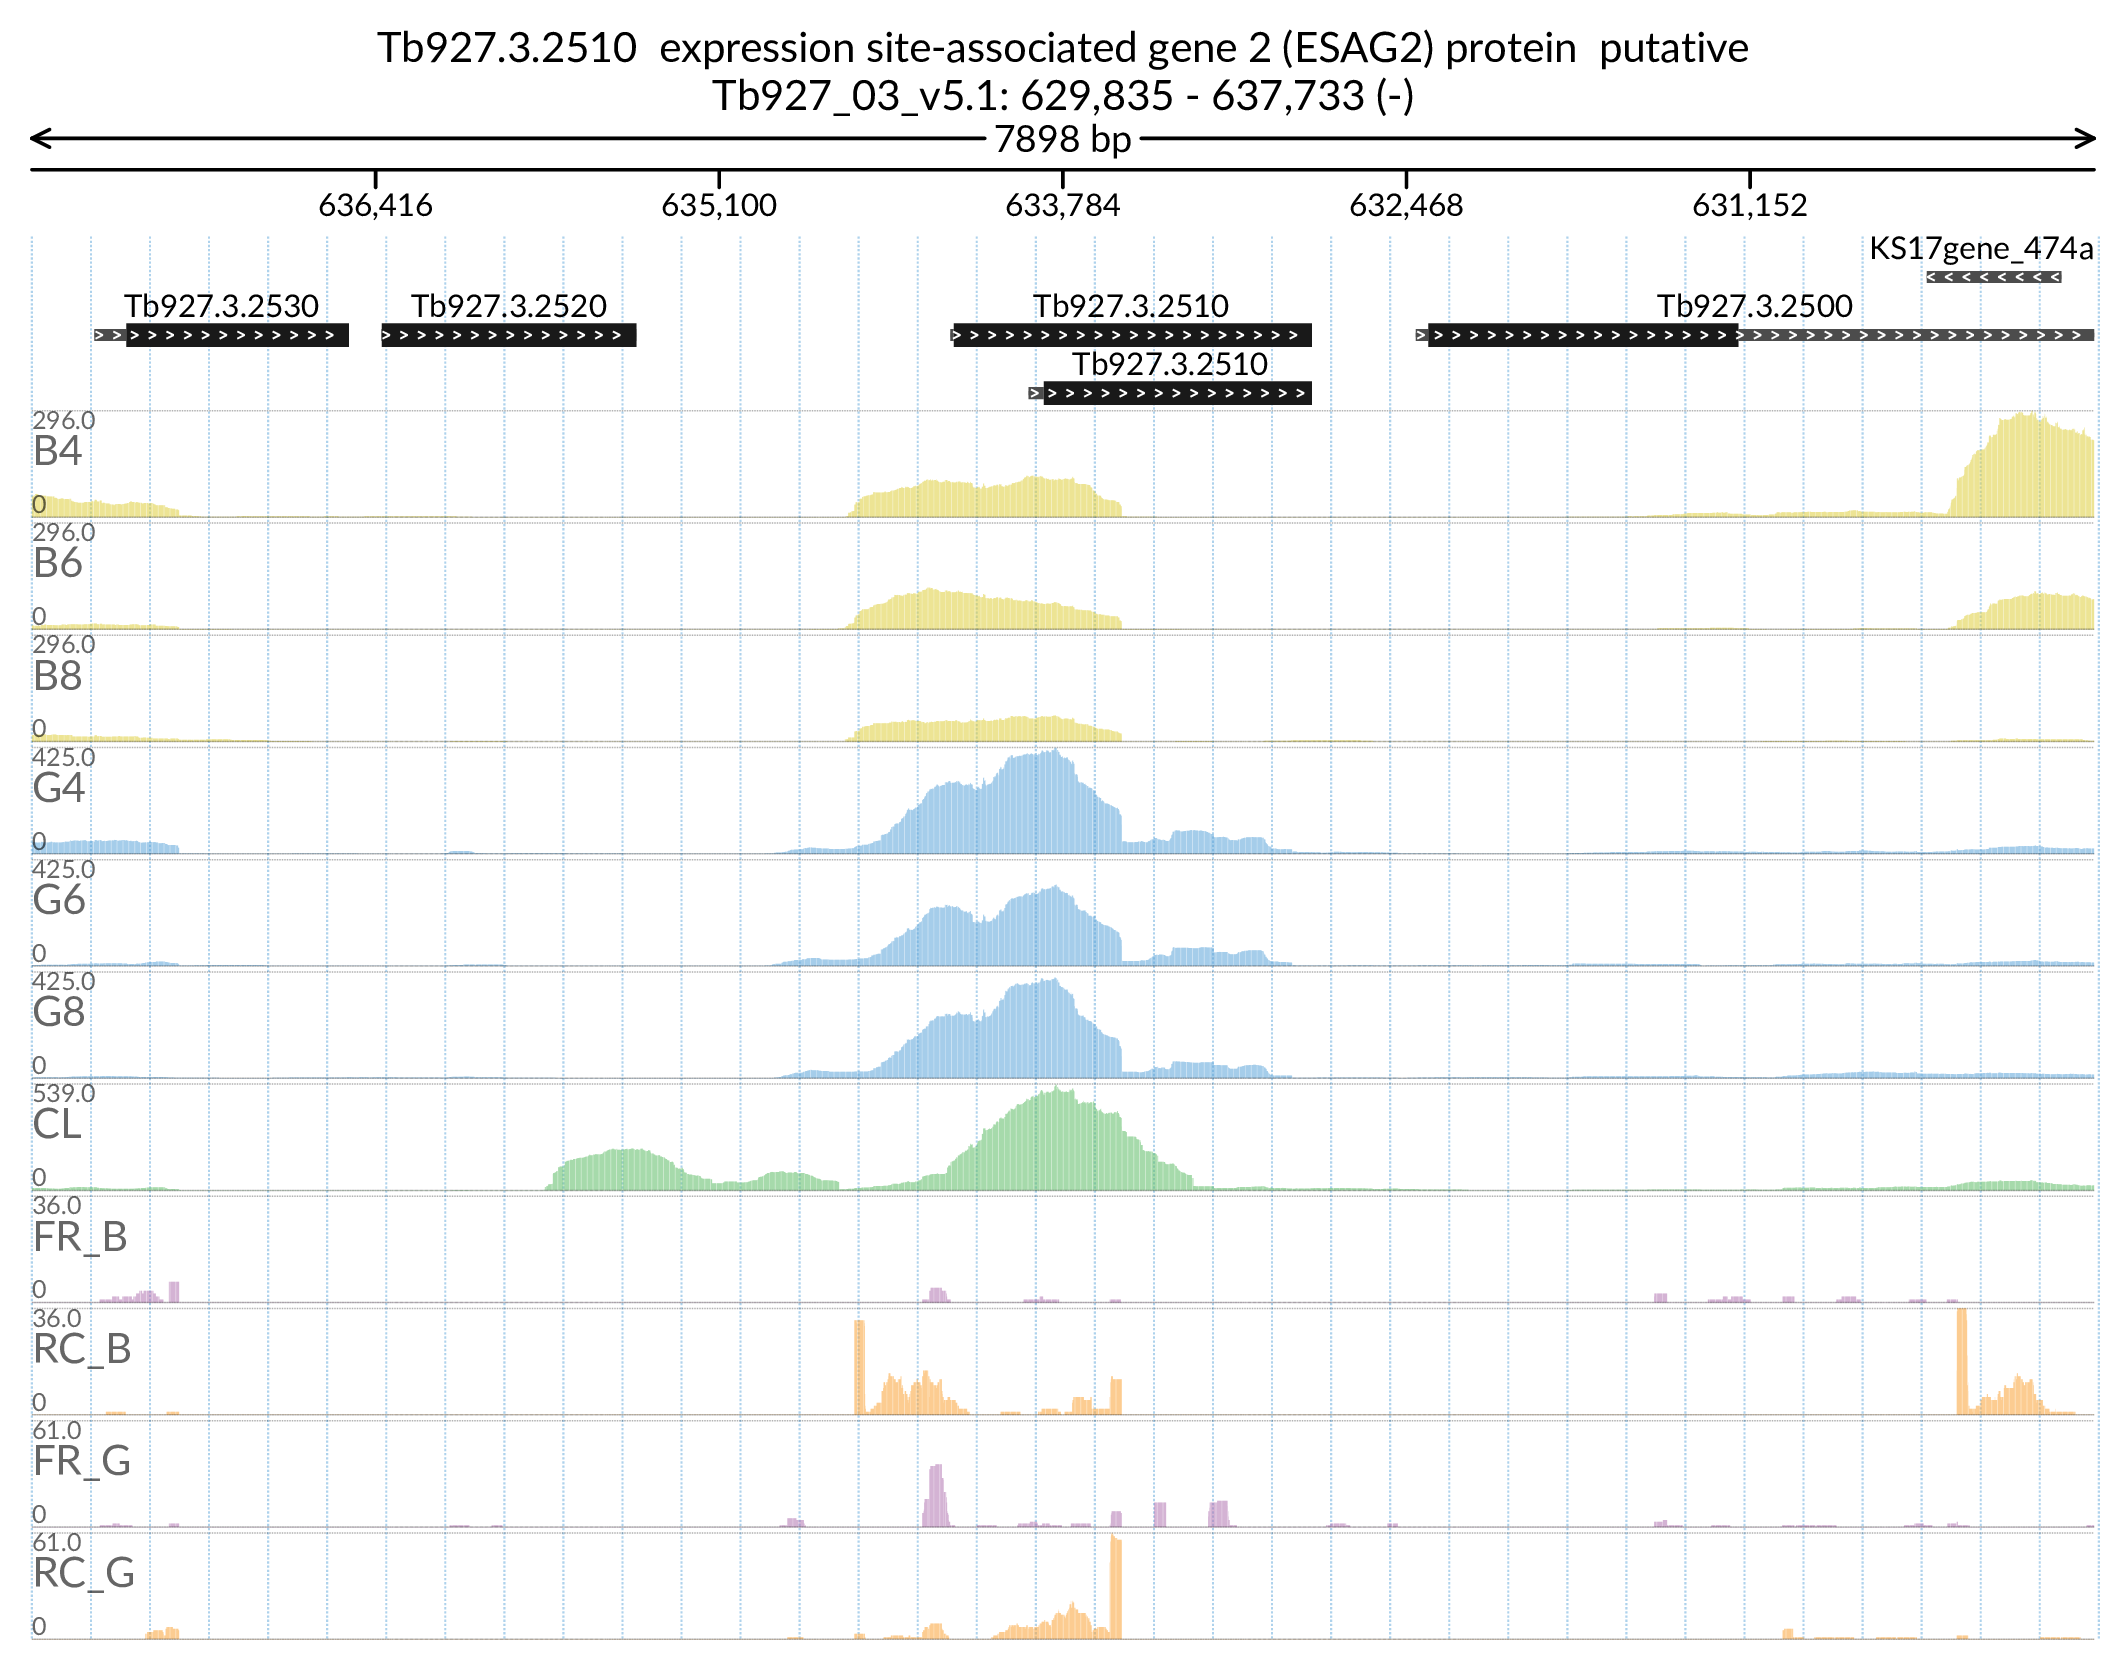 Tb927.3.2510  expression site-associated gene 2 (ESAG2) protein  putative
Tb927_03_v5.1: 629,835 - 637,733 (-)
7898 bp
636,416 635,100 633,784 632,468 631,152
KS17gene_474a
Tb927.3.2530 Tb927.3.2520 Tb927.3.2510 Tb927.3.2500
Tb927.3.2510
296.0
B4
0
296.0
B6
0
296.0
B8
0
425.0
G4
0
425.0
G6
0
425.0
G8
0
539.0
CL
0
36.0
FR_B
0
36.0
RC_B
0
61.0
FR_G
0
61.0
RC_G
0